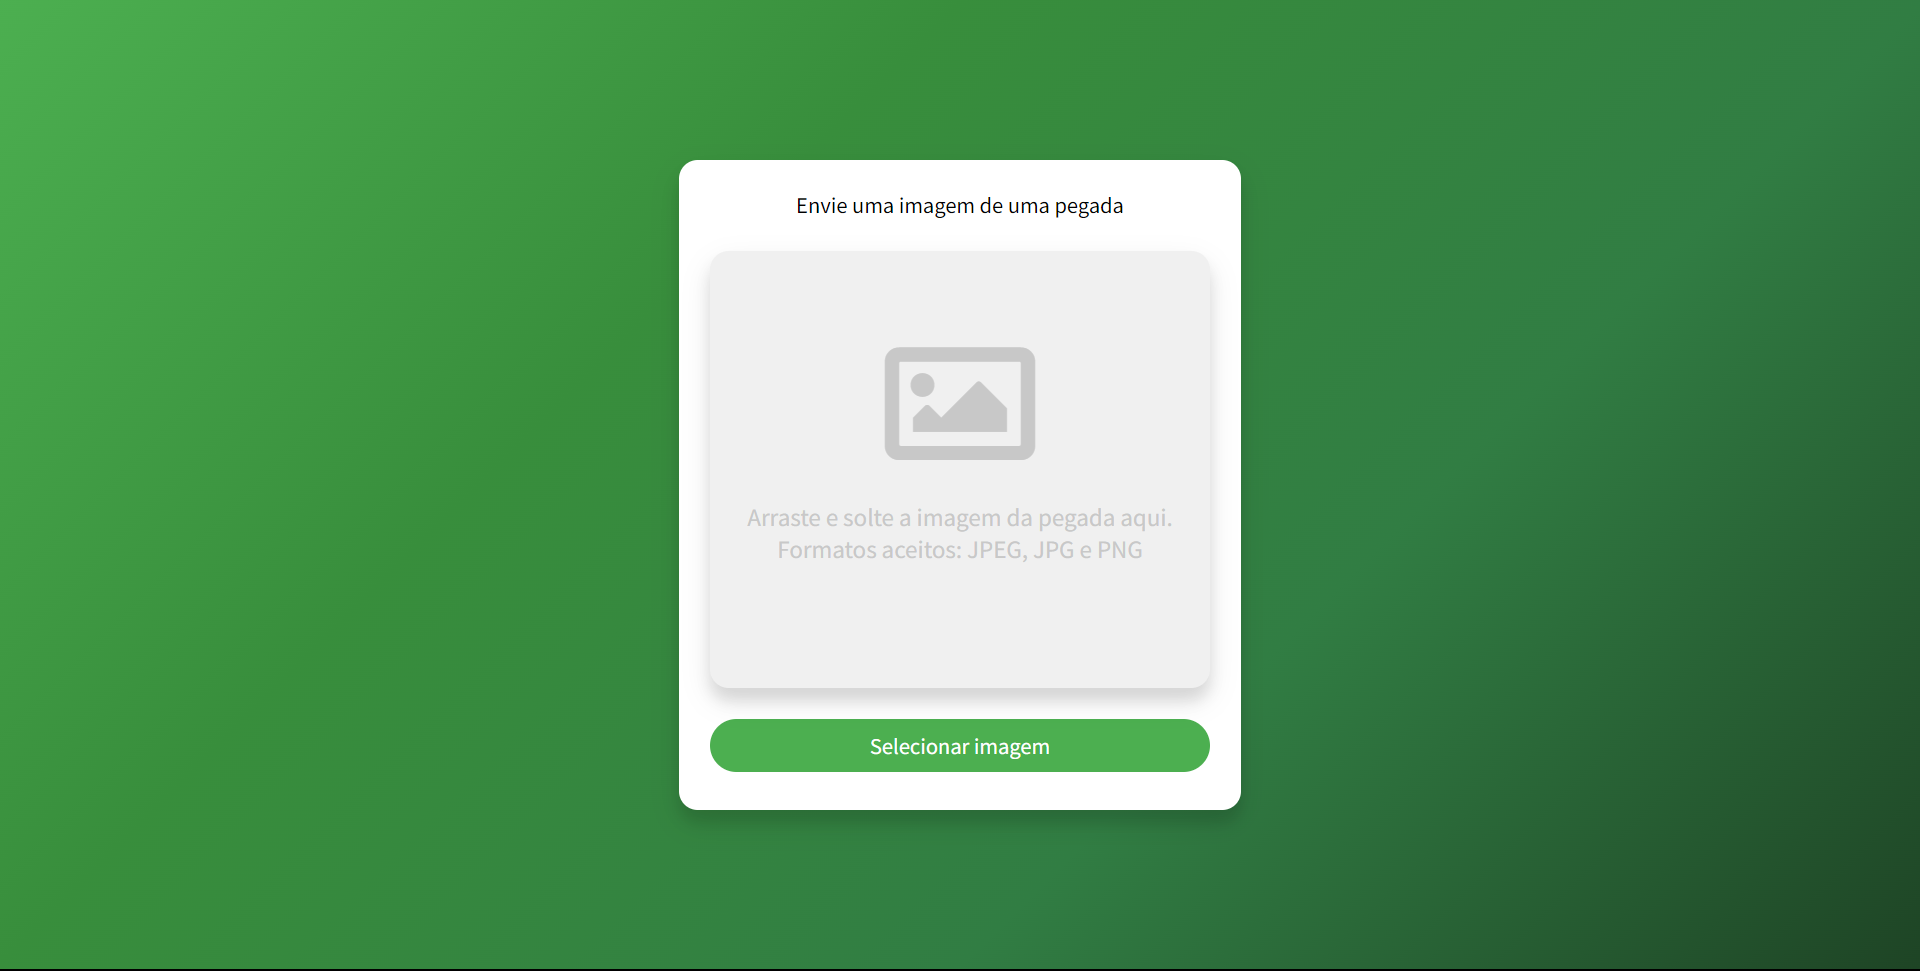 Envie uma imagem de uma pegada
Arraste e solte a imagem da pegada aqui.
Formatos aceitos: JPEG, JPG e PNG
Selecionar imagem